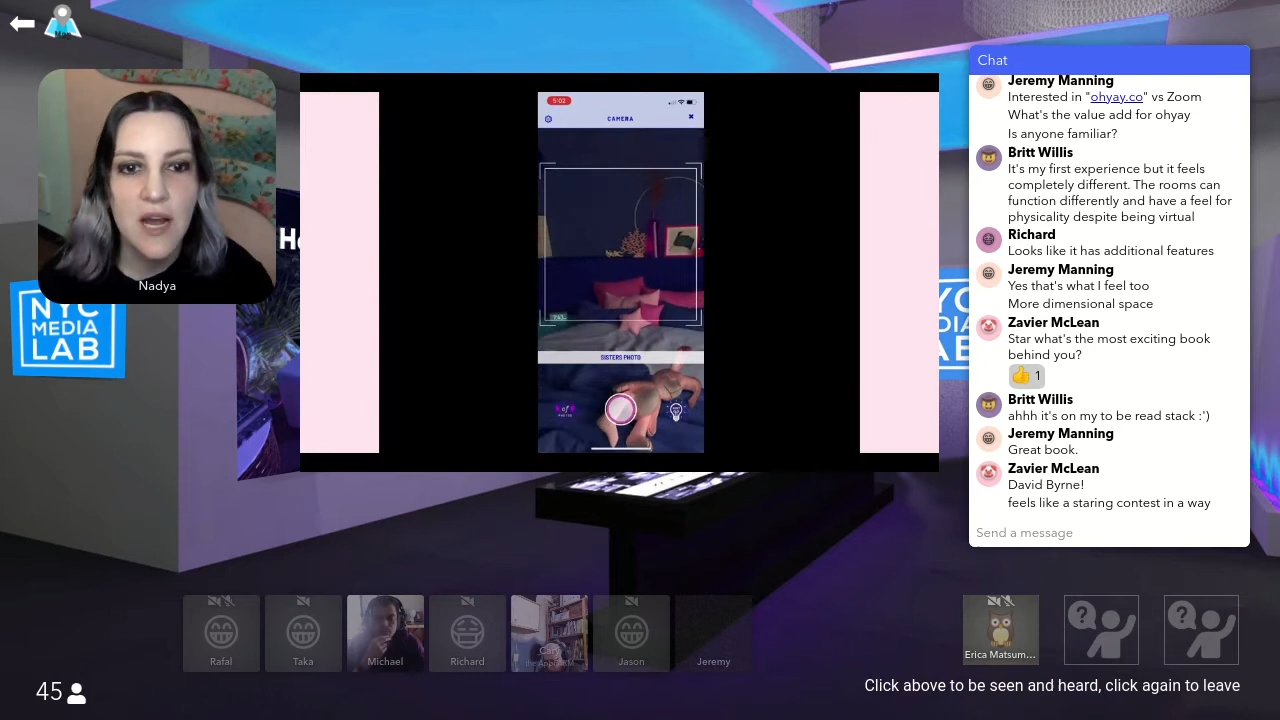 Map
Nadya
NYC
MEDIA
LAB
5:02
CAMERA
SISTERS PHOTO
Chat
Jeremy Manning
Interested in "ohyay.co" vs Zoom
What's the value add for ohyay
Is anyone familiar?
Britt Willis
It's my first experience but it feels
completely different. The rooms can
function differently and have a feel for
physicality despite being virtual
Richard
Looks like it has additional features
Jeremy Manning
Yes that's what I feel too
More dimensional space
Zavier McLean
Star what's the most exciting book
behind you?
👍 1
Britt Willis
ahhh it's on my to be read stack :')
Jeremy Manning
Great book.
Zavier McLean
David Byrne!
feels like a staring contest in a way
Send a message
Rafal
Taka
Michael
Richard
Jason
Jeremy
Erica Matsum...
45
Click above to be seen and heard, click again to leave